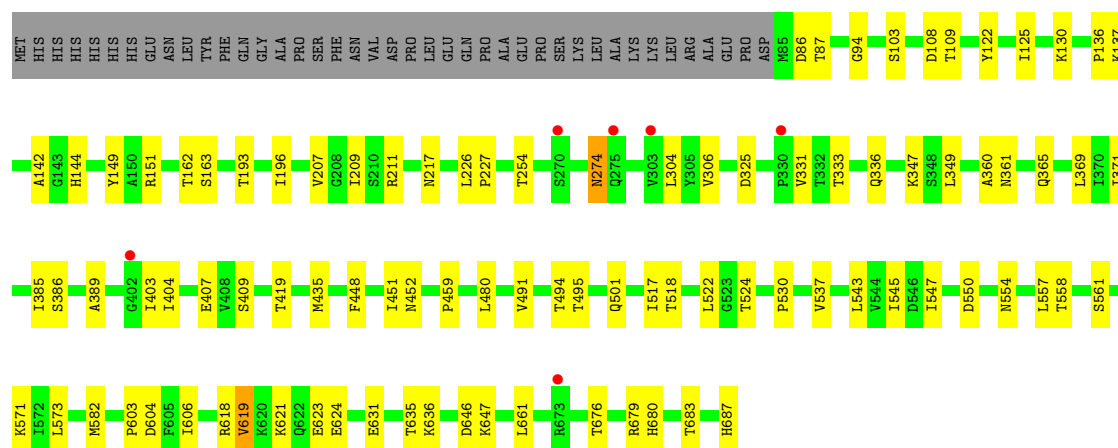 MET HIS HIS HIS HIS HIS HIS GLU ASN LEU TYR PHE GLN GLY ALA PRO SER PHE ASN VAL ASP PRO LEU GLU GLN PRO ALA GLU PRO SER LYS LEU ALA LYS LYS LEU ARG ALA GLU PRO ASP M85 D86 T87 G94 S103 D108 T109 Y122 I125 K130 P136 K137
A142 G143 H144 Y149 A150 R151 T162 S163 T193 I196 V207 G208 I209 S210 R211 N217 L226 P227 T254 S270 N274 Q275 V303 L304 Y305 V306 D325 P330 V331 T332 T333 Q336 K347 S348 L349 A360 N361 Q365 L369 I370 I371
I385 S386 A389 G402 I403 I404 E407 V408 S409 T419 M435 F448 I451 N452 P459 L480 V491 T494 T495 Q501 I517 T518 L522 G523 T524 P530 V537 L543 V544 I545 D546 I547 D550 N554 L557 T558 S561
K571 I572 L573 M582 P603 D604 F605 I606 R618 V619 K620 K621 Q622 E623 E624 E631 T635 K636 D646 K647 L661 R673 T676 R679 H680 T683 H687